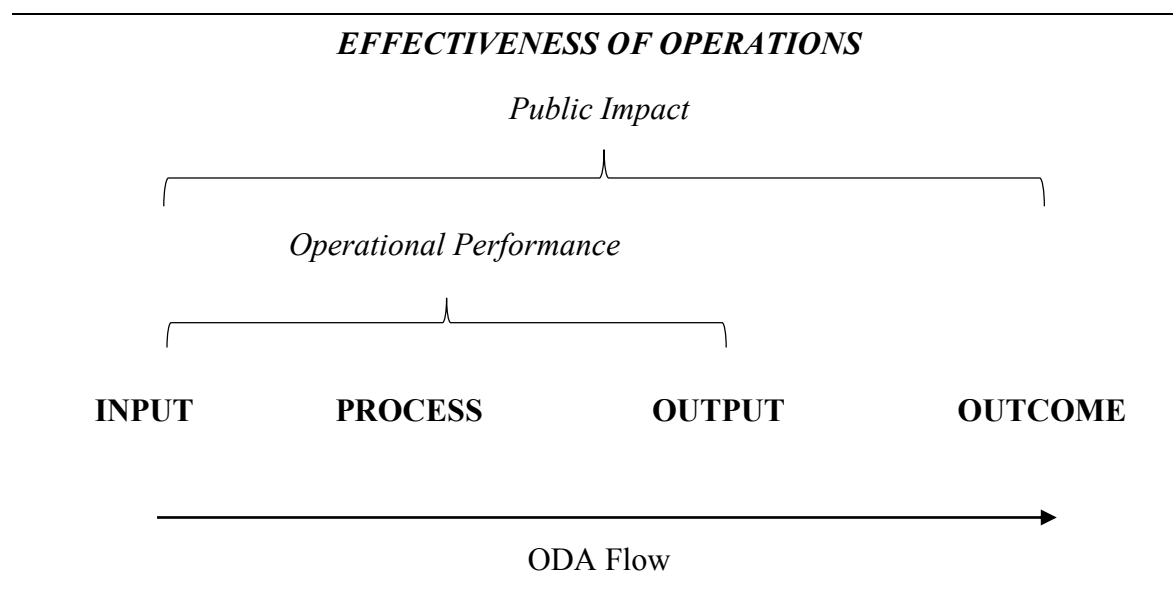 EFFECTIVENESS OF OPERATIONS
Public Impact
Operational Performance
INPUT PROCESS OUTPUT OUTCOME
ODA Flow